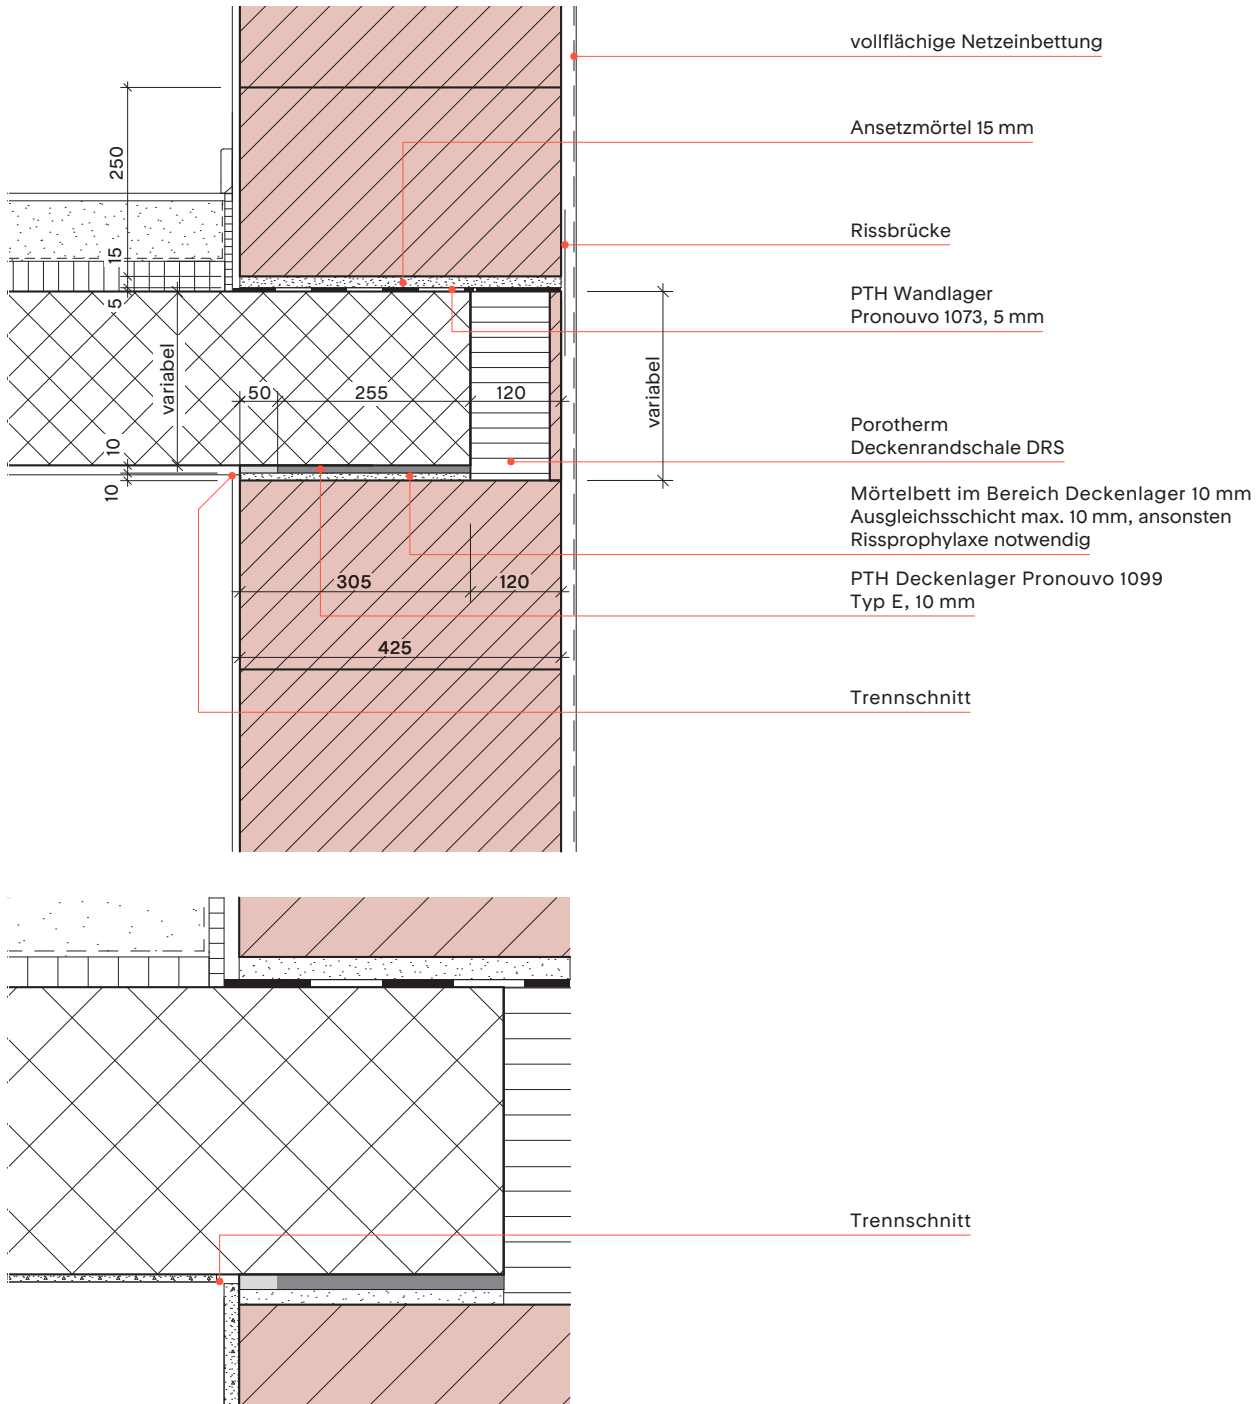 vollflächige Netzeinbettung
Ansetzmörtel 15 mm
250
Rissbrücke
15
PTH Wandlager
Pronouvo 1073, 5 mm
5
variabel
variabel
50
255
120
Porotherm
Deckenrandschale DRS
10
10
Mörtelbett im Bereich Deckenlager 10 mm
Ausgleichsschicht max. 10 mm, ansonsten
Rissprophylaxe notwendig
305
120
PTH Deckenlager Pronouvo 1099
Typ E, 10 mm
425
Trennschnitt
Trennschnitt